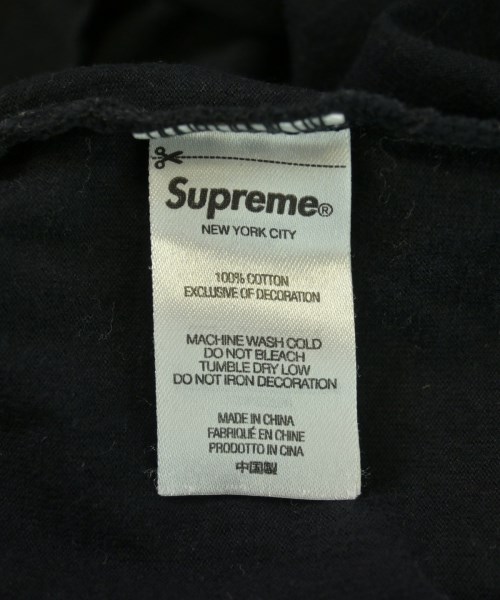 Supreme®
NEW YORK CITY
100% COTTON
EXCLUSIVE OF DECORATION
MACHINE WASH COLD
DO NOT BLEACH
TUMBLE DRY LOW
DO NOT IRON DECORATION
MADE IN CHINA
FABRIQUÉ EN CHINE
PRODOTTO IN CINA
中国製